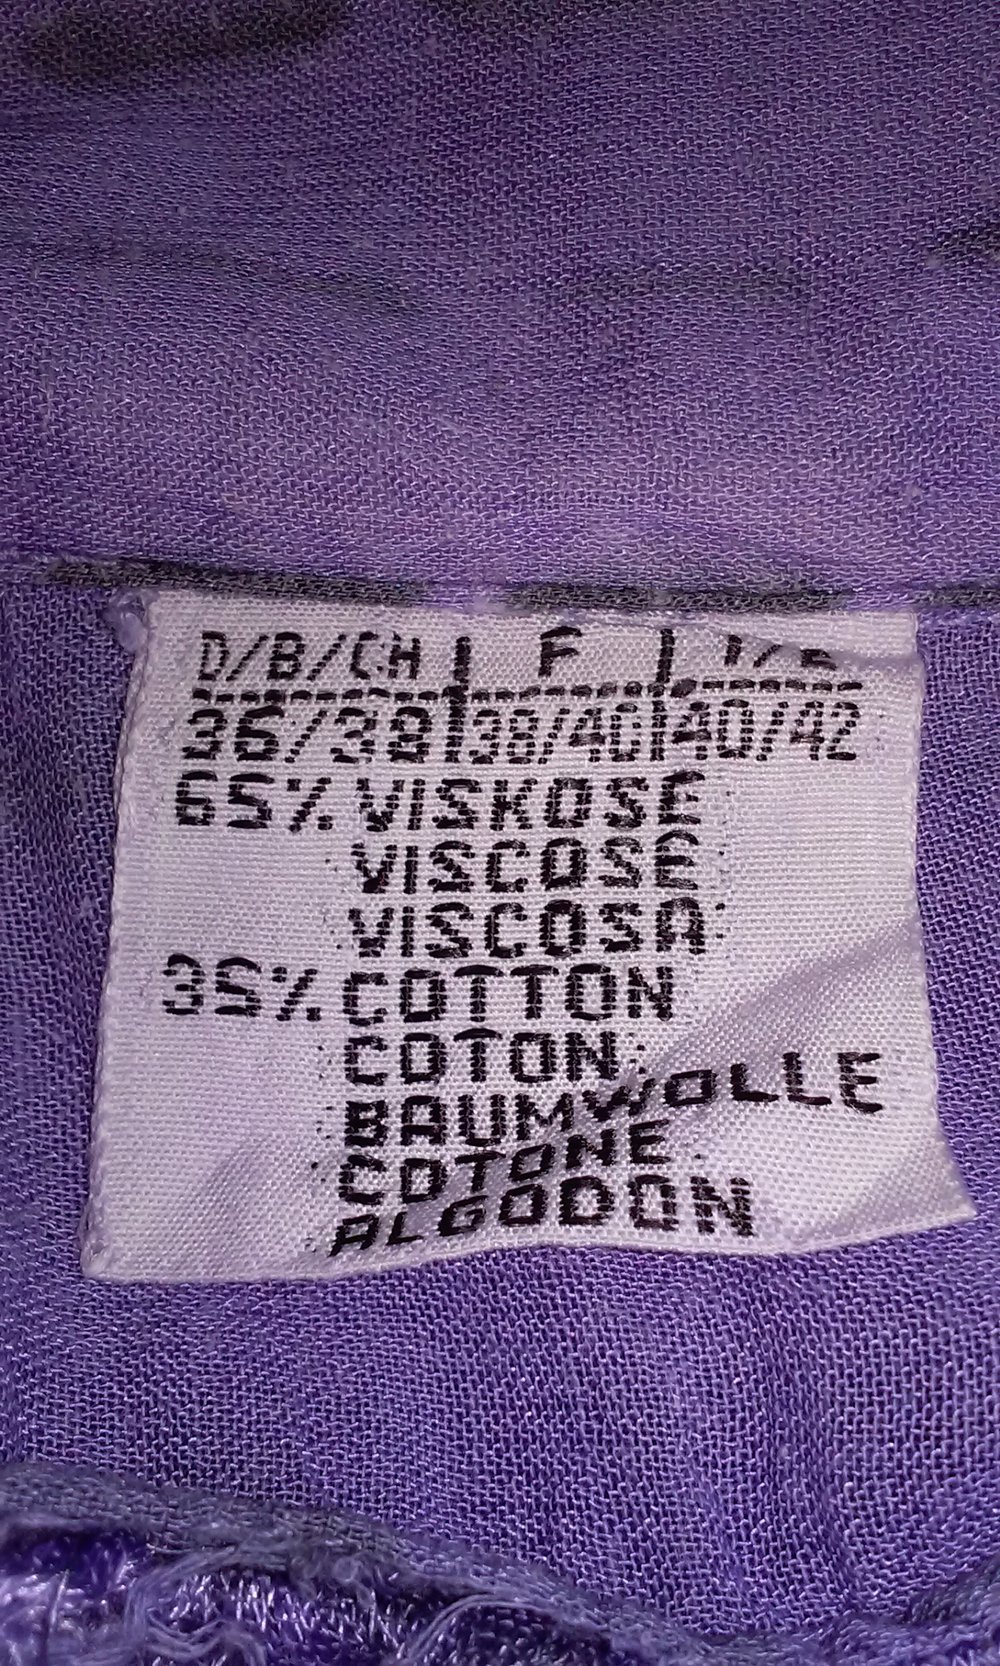 D/B/CH | F | I/E
36/38 | 38/40 | 40/42
65% VISKOSE
VISCOSE
VISCOSA
35% COTTON
COTON
BAUMWOLLE
COTONE
ALGODON